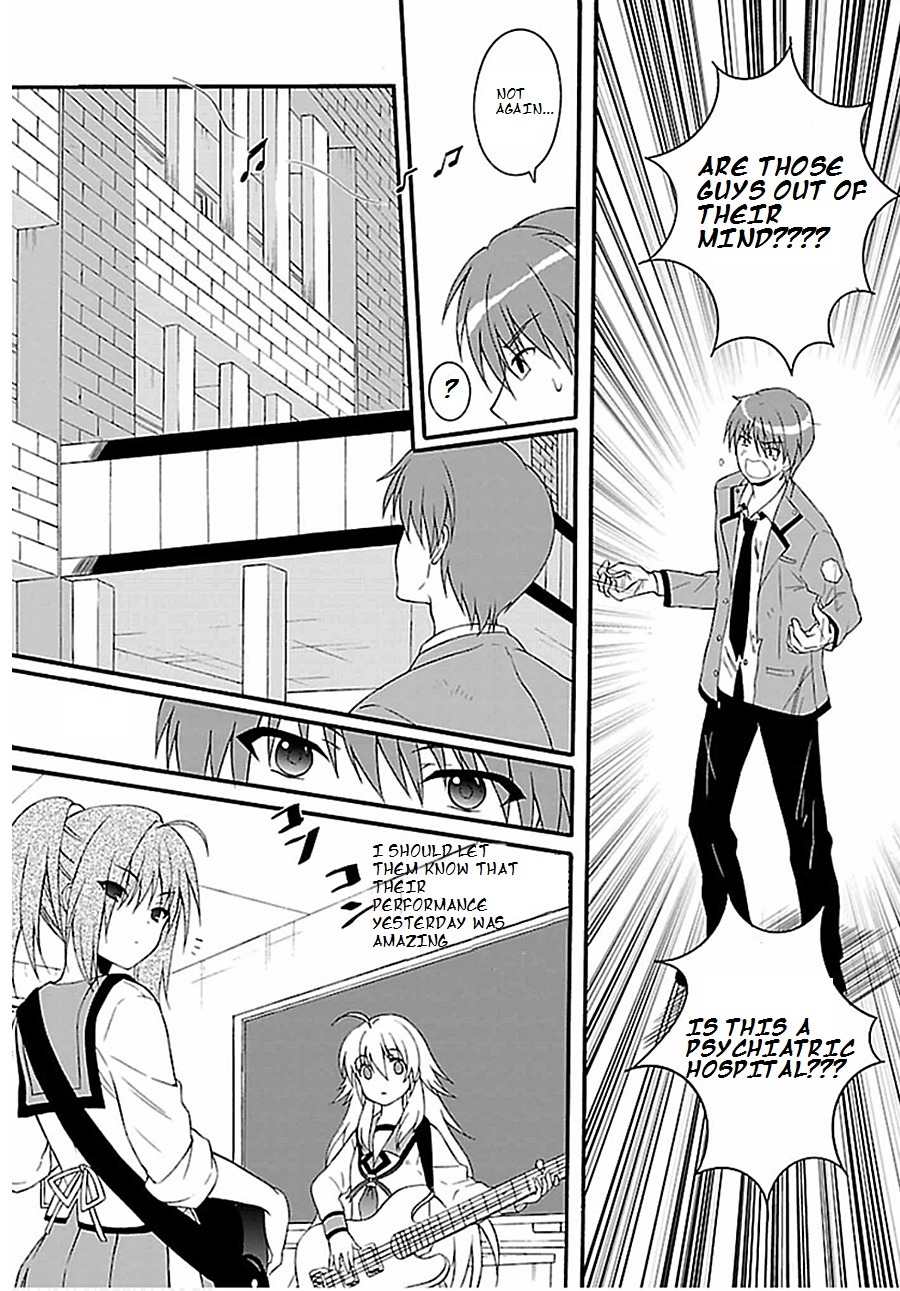 ARE THOSE
GUYS OUT OF
THEIR
MIND????
IS THIS A
PSYCHIATRIC
HOSPITAL???
NOT
AGAIN...
?
I SHOULD LET
THEM KNOW THAT
THEIR
PERFORMANCE
YESTERDAY WAS
AMAZING